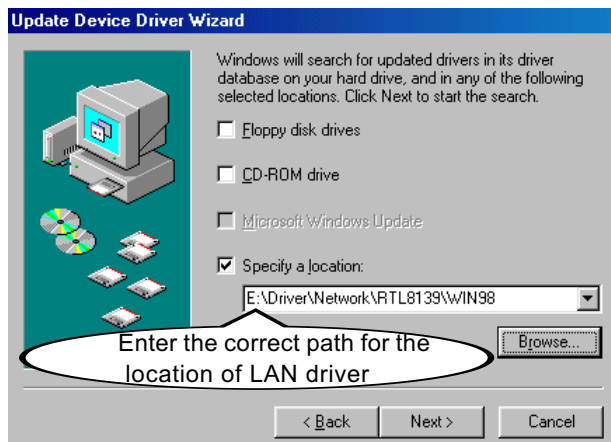 Update Device Driver Wizard
Windows will search for updated drivers in its driver
database on your hard drive, and in any of the following
selected locations. Click Next to start the search.
Floppy disk drives
CD-ROM drive
Microsoft Windows Update
Specify a location:
E:\Driver\Network\RTL8139\WIN98
Enter the correct path for the
location of LAN driver
Browse...
< Back
Next >
Cancel